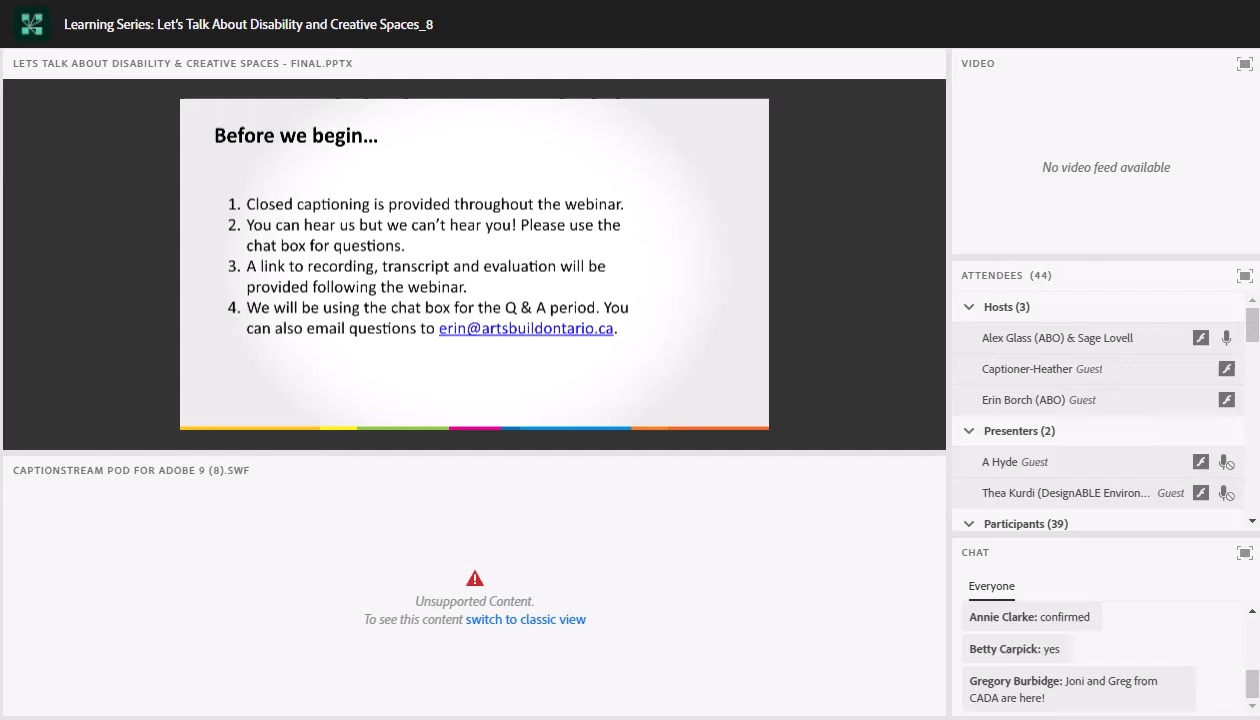 Learning Series: Let's Talk About Disability and Creative Spaces_8
LETS TALK ABOUT DISABILITY & CREATIVE SPACES - FINAL.PPTX
Before we begin...
1. Closed captioning is provided throughout the webinar.
2. You can hear us but we can't hear you! Please use the
chat box for questions.
3. A link to recording, transcript and evaluation will be
provided following the webinar.
4. We will be using the chat box for the Q & A period. You
can also email questions to erin@artsbuildontario.ca.
CAPTIONSTREAM POD FOR ADOBE 9 (8).SWF
Unsupported Content.
To see this content switch to classic view
VIDEO
No video feed available
ATTENDEES (44)
Hosts (3)
Alex Glass (ABO) & Sage Lovell
Captioner-Heather Guest
Erin Borch (ABO) Guest
Presenters (2)
A Hyde Guest
Thea Kurdi (DesignABLE Environ... Guest
Participants (39)
CHAT
Everyone
Annie Clarke: confirmed
Betty Carpick: yes
Gregory Burbidge: Joni and Greg from
CADA are here!